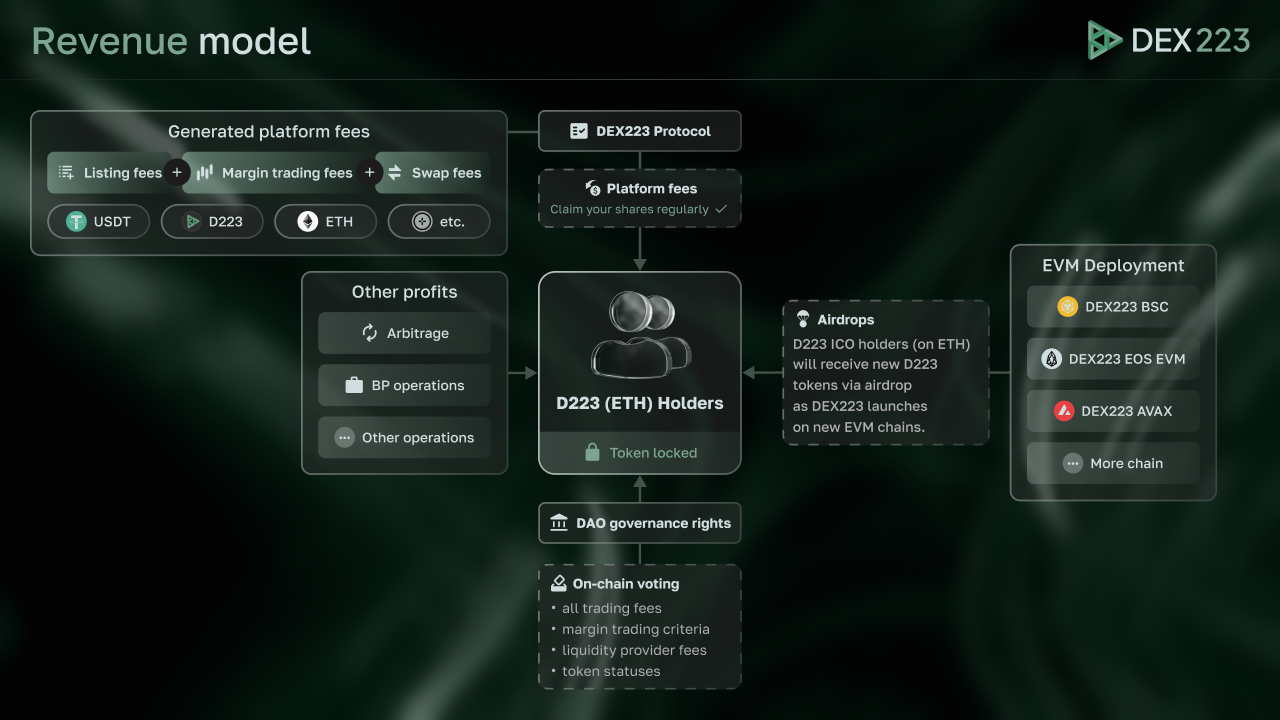 Revenue model
DEX223
Generated platform fees
Listing fees + Margin trading fees + Swap fees
USDT D223 ETH etc.
DEX223 Protocol
Platform fees
Claim your shares regularly
Other profits
Arbitrage
BP operations
Other operations
D223 (ETH) Holders
Token locked
Airdrops
D223 ICO holders (on ETH)
will receive new D223
tokens via airdrop
as DEX223 launches
on new EVM chains.
EVM Deployment
DEX223 BSC
DEX223 EOS EVM
DEX223 AVAX
More chain
DAO governance rights
On-chain voting
• all trading fees
• margin trading criteria
• liquidity provider fees
• token statuses